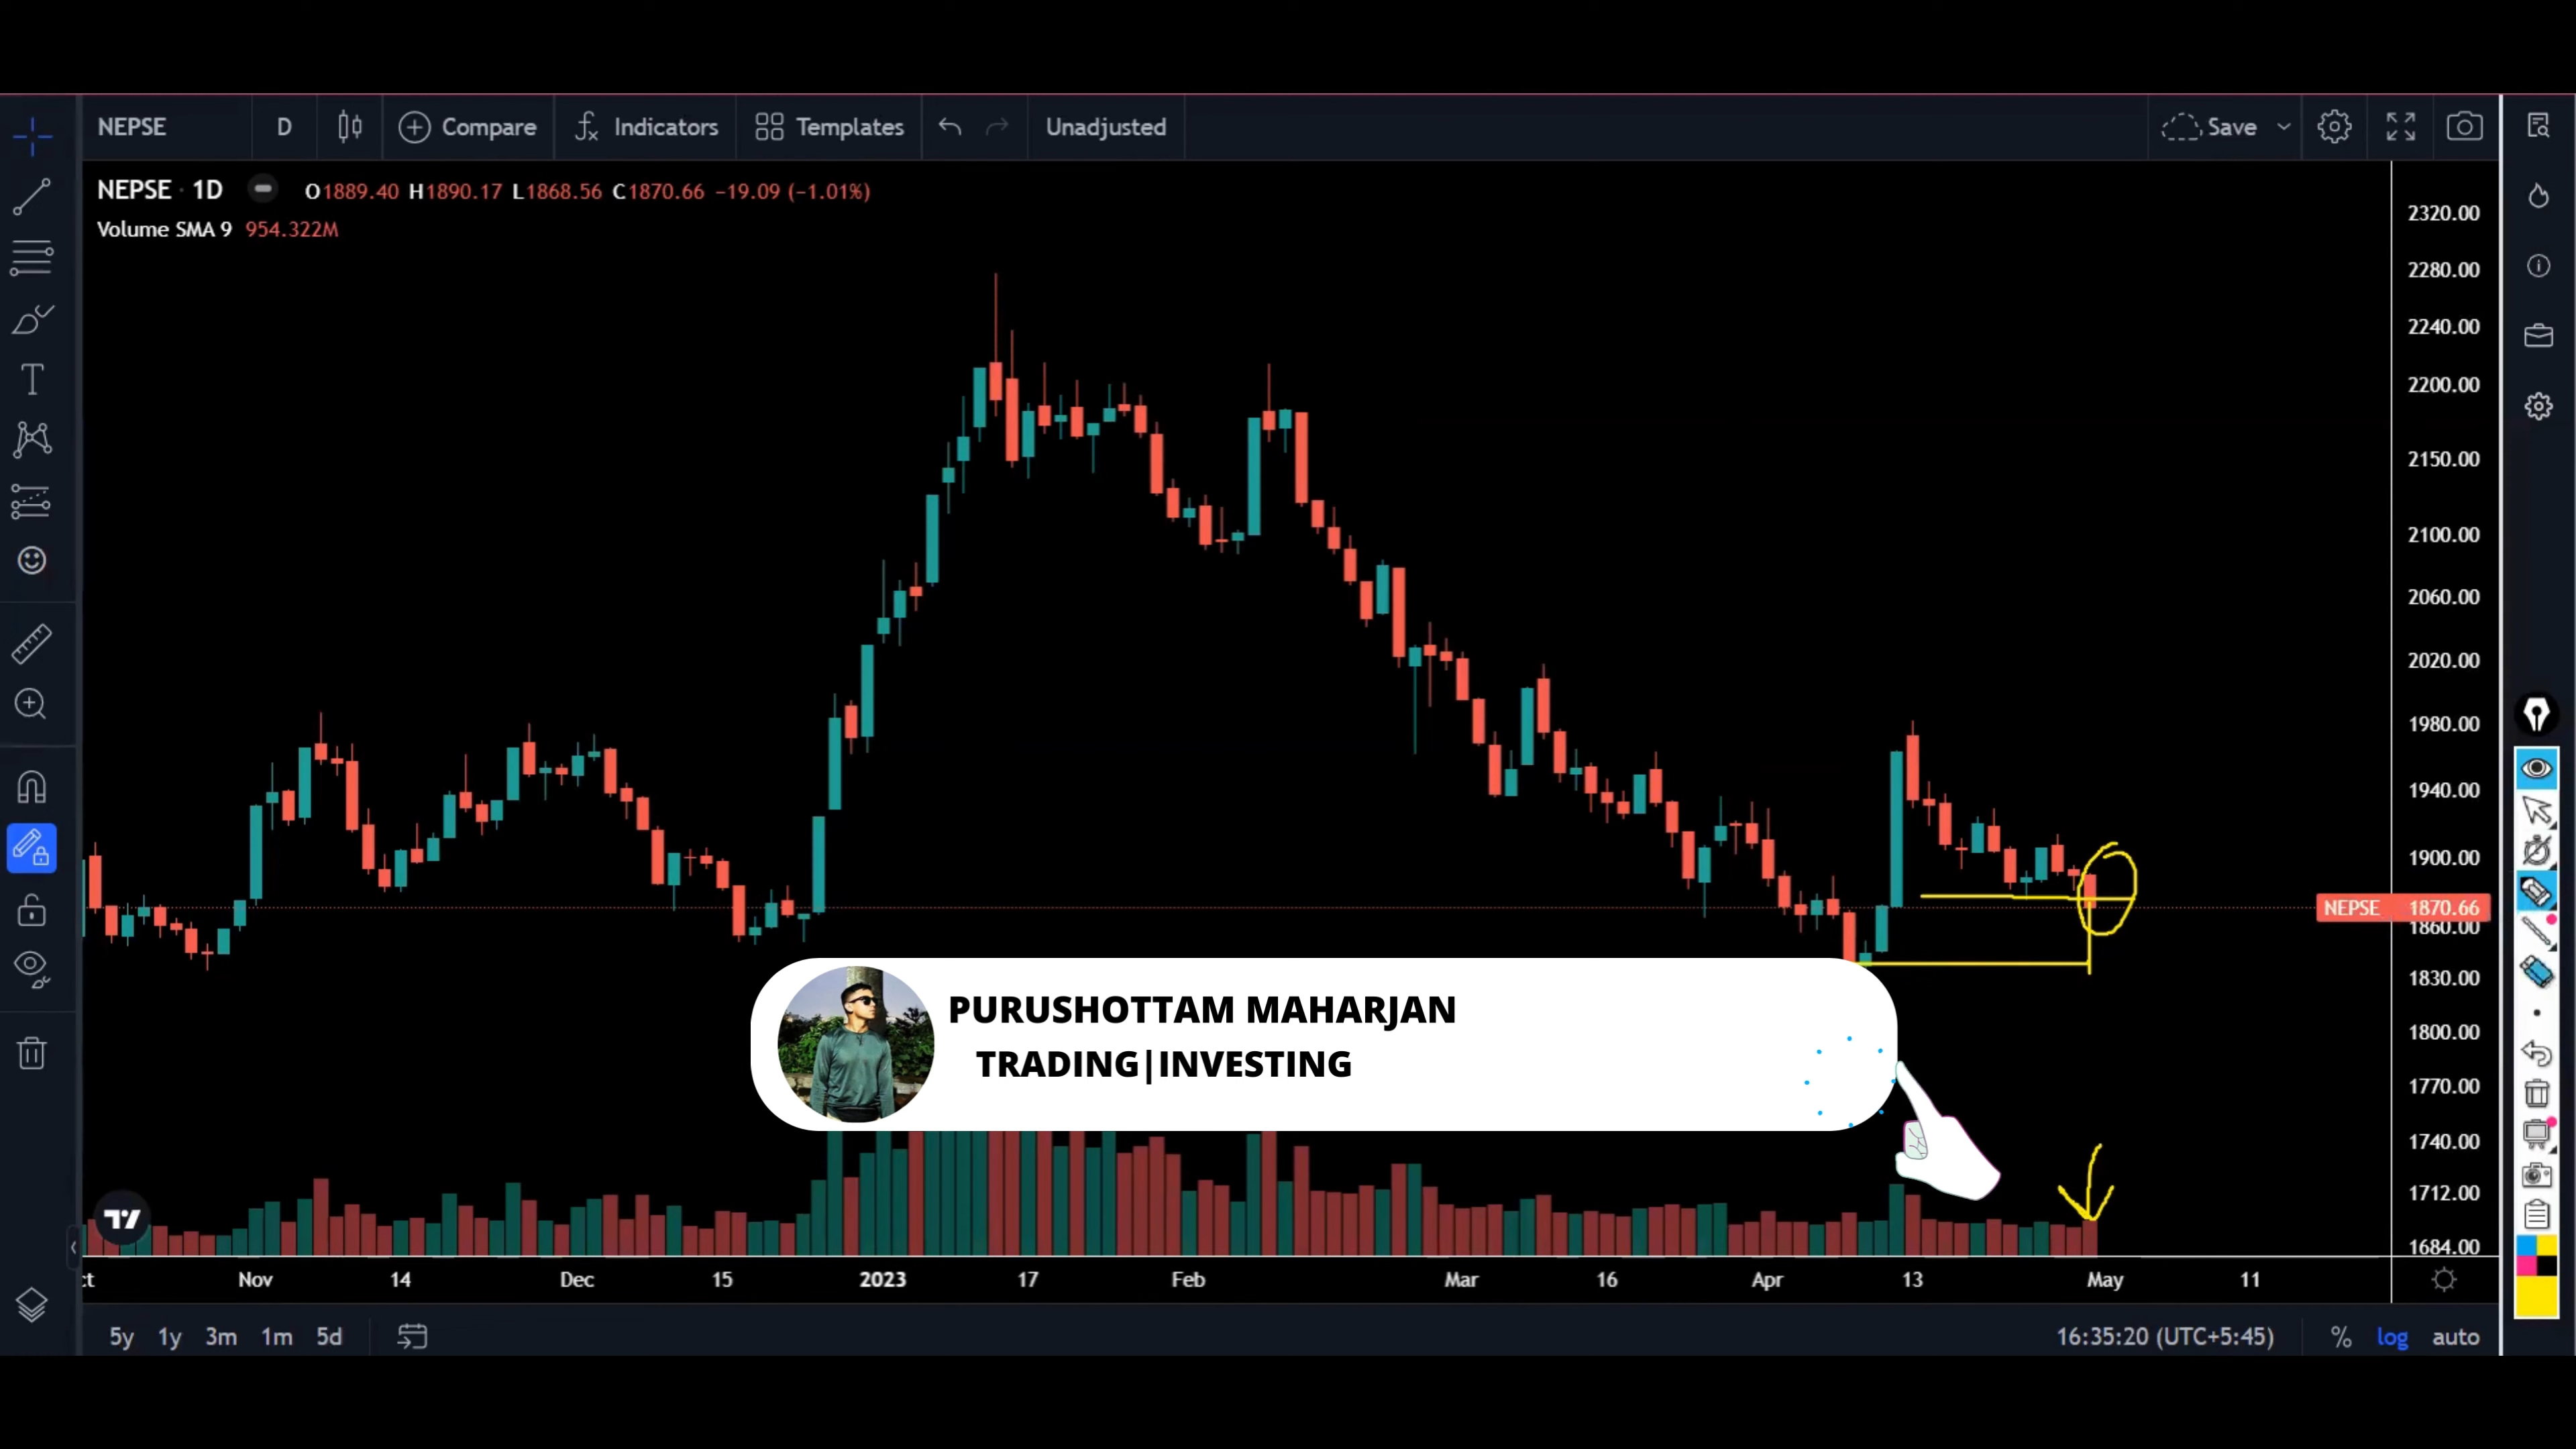 NEPSE D Compare Indicators Templates Unadjusted Save
NEPSE · 1D O1889.40 H1890.17 L1868.56 C1870.66 −19.09 (−1.01%)
Volume SMA 9 954.322M
2320.00
2280.00
2240.00
2200.00
2150.00
2100.00
2060.00
2020.00
1980.00
1940.00
1900.00
NEPSE 1870.66
1860.00
1830.00
1800.00
1770.00
1740.00
1712.00
1684.00
PURUSHOTTAM MAHARJAN
TRADING|INVESTING
ct Nov 14 Dec 15 2023 17 Feb Mar 16 Apr 13 May 11
5y 1y 3m 1m 5d 16:35:20 (UTC+5:45) % log auto